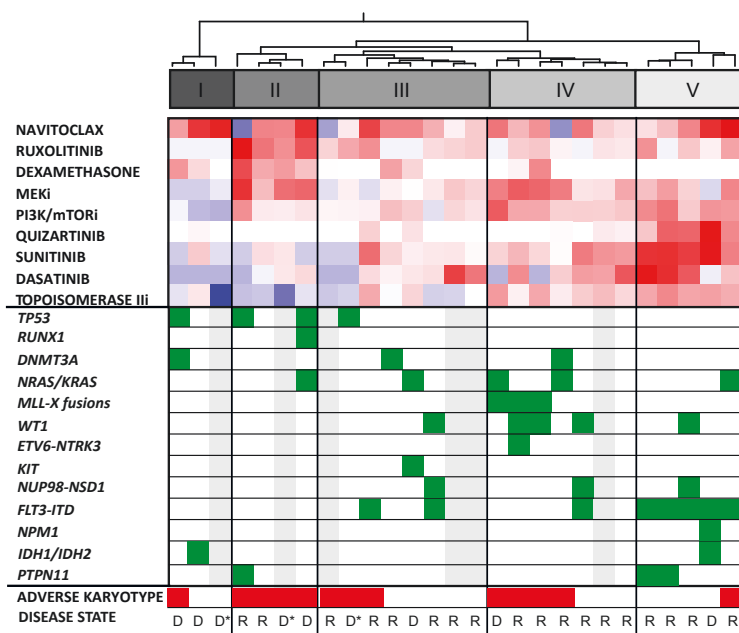 I II III IV V
NAVITOCLAX
RUXOLITINIB
DEXAMETHASONE
MEKi
PI3K/mTORi
QUIZARTINIB
SUNITINIB
DASATINIB
TOPOISOMERASE IIi
TP53
RUNX1
DNMT3A
NRAS/KRAS
MLL-X fusions
WT1
ETV6-NTRK3
KIT
NUP98-NSD1
FLT3-ITD
NPM1
IDH1/IDH2
PTPN11
ADVERSE KARYOTYPE
DISEASE STATE D D D* R R D* D R D* R R D R R R R R R D R R R R R R D R